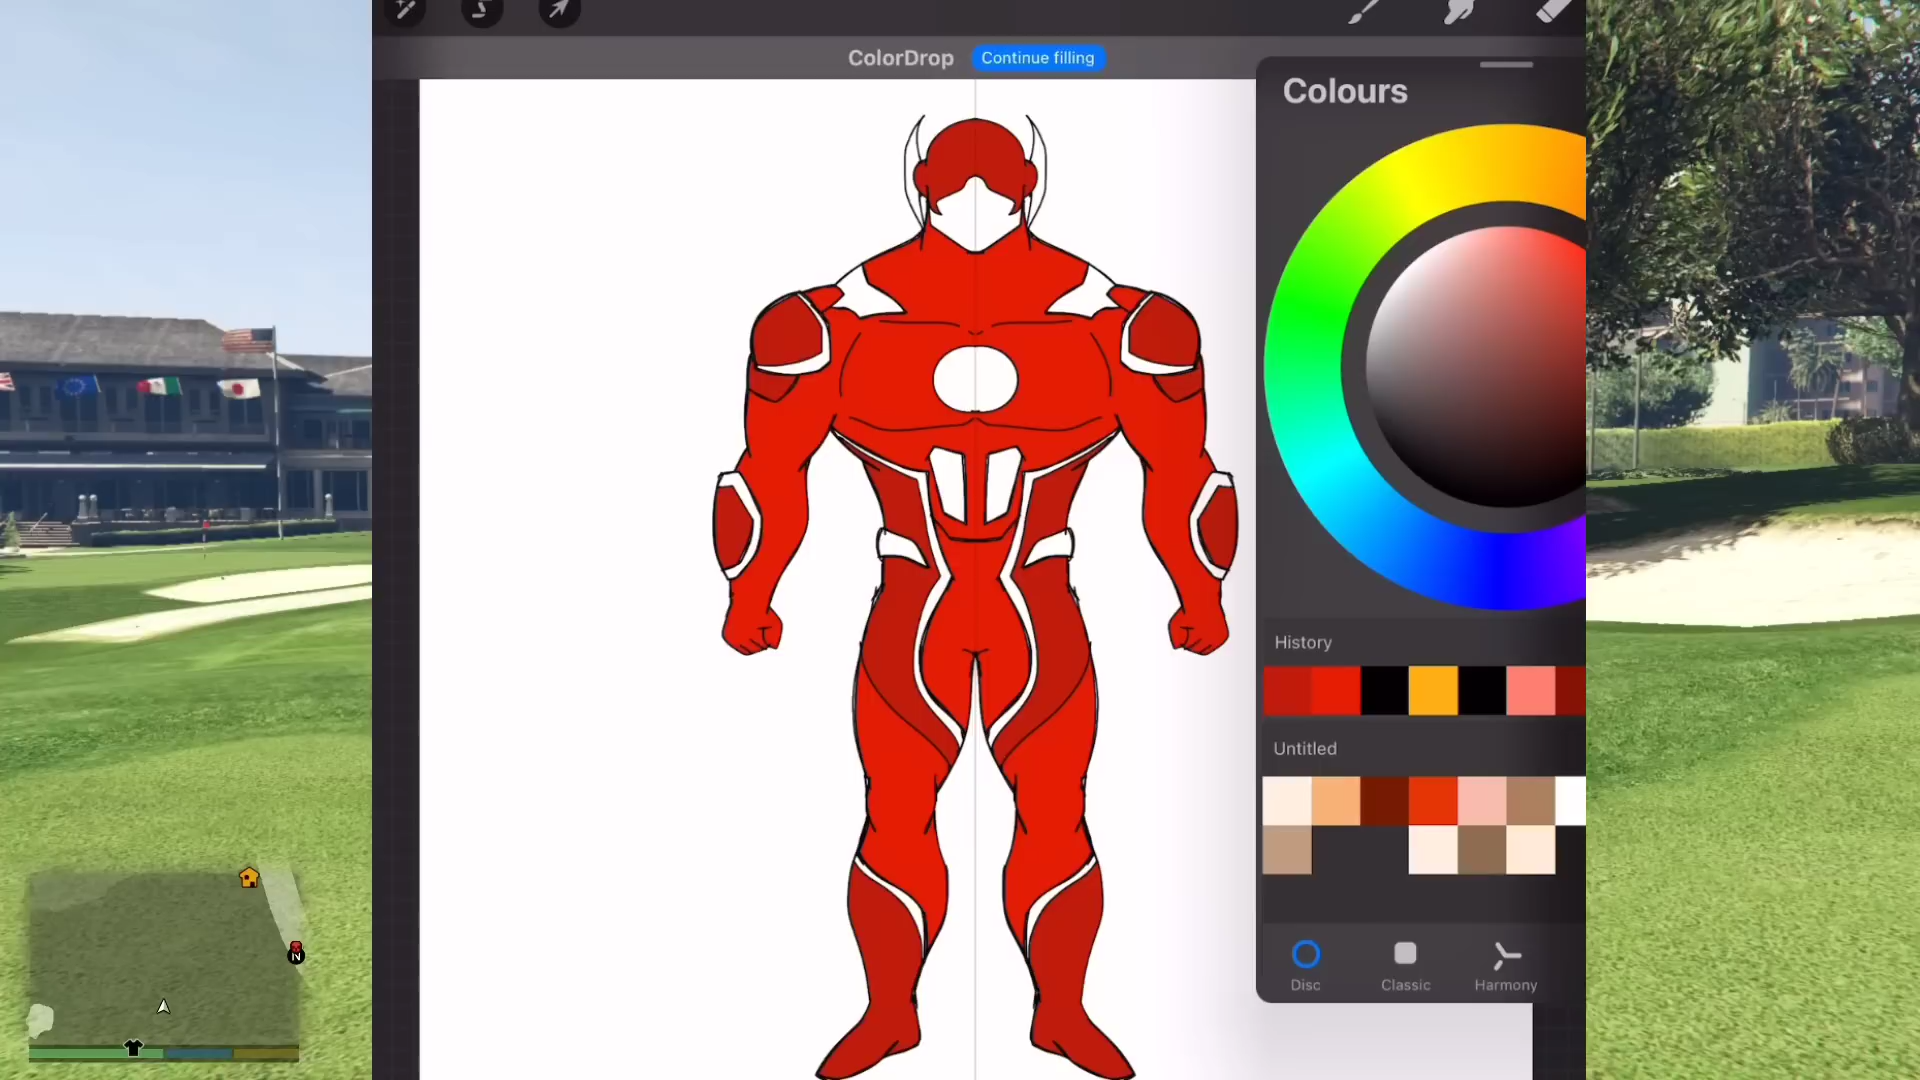 ColorDrop Continue filling
Colours
History
Untitled
Disc Classic Harmony
N